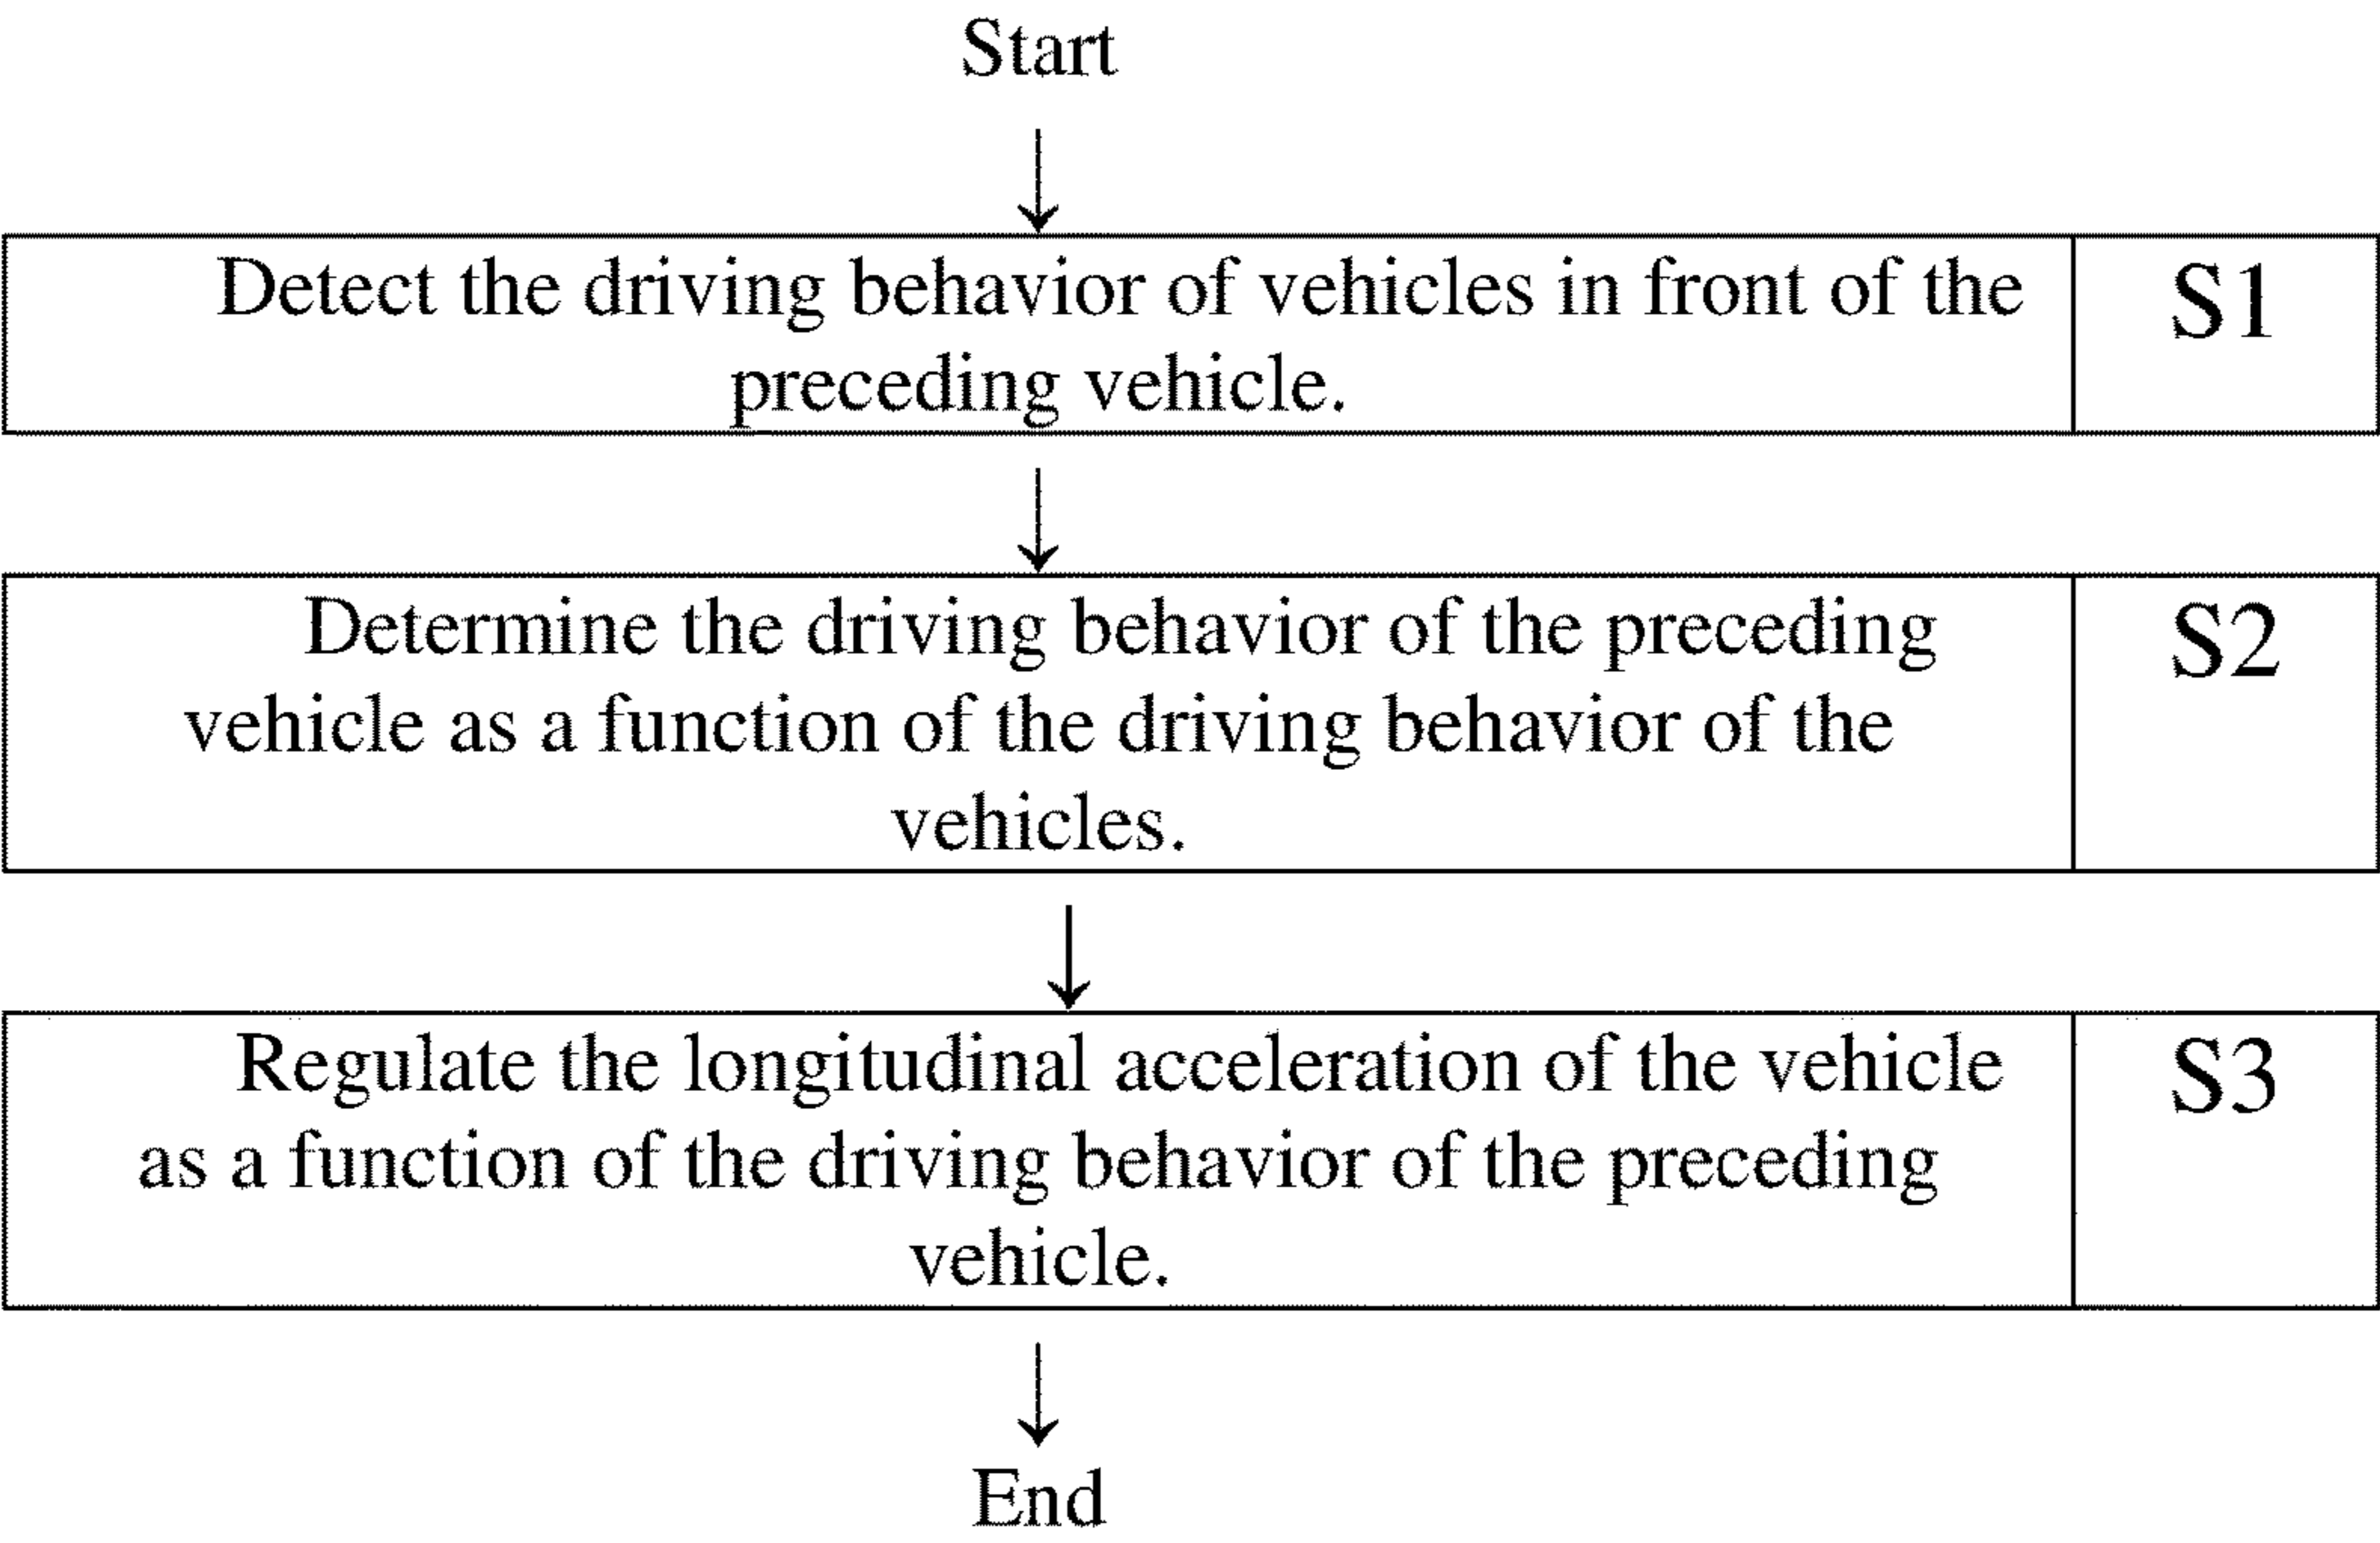 Start
Detect the driving behavior of vehicles in front of the
preceding vehicle.
S1
Determine the driving behavior of the preceding
vehicle as a function of the driving behavior of the
vehicles.
S2
Regulate the longitudinal acceleration of the vehicle
as a function of the driving behavior of the preceding
vehicle.
S3
End